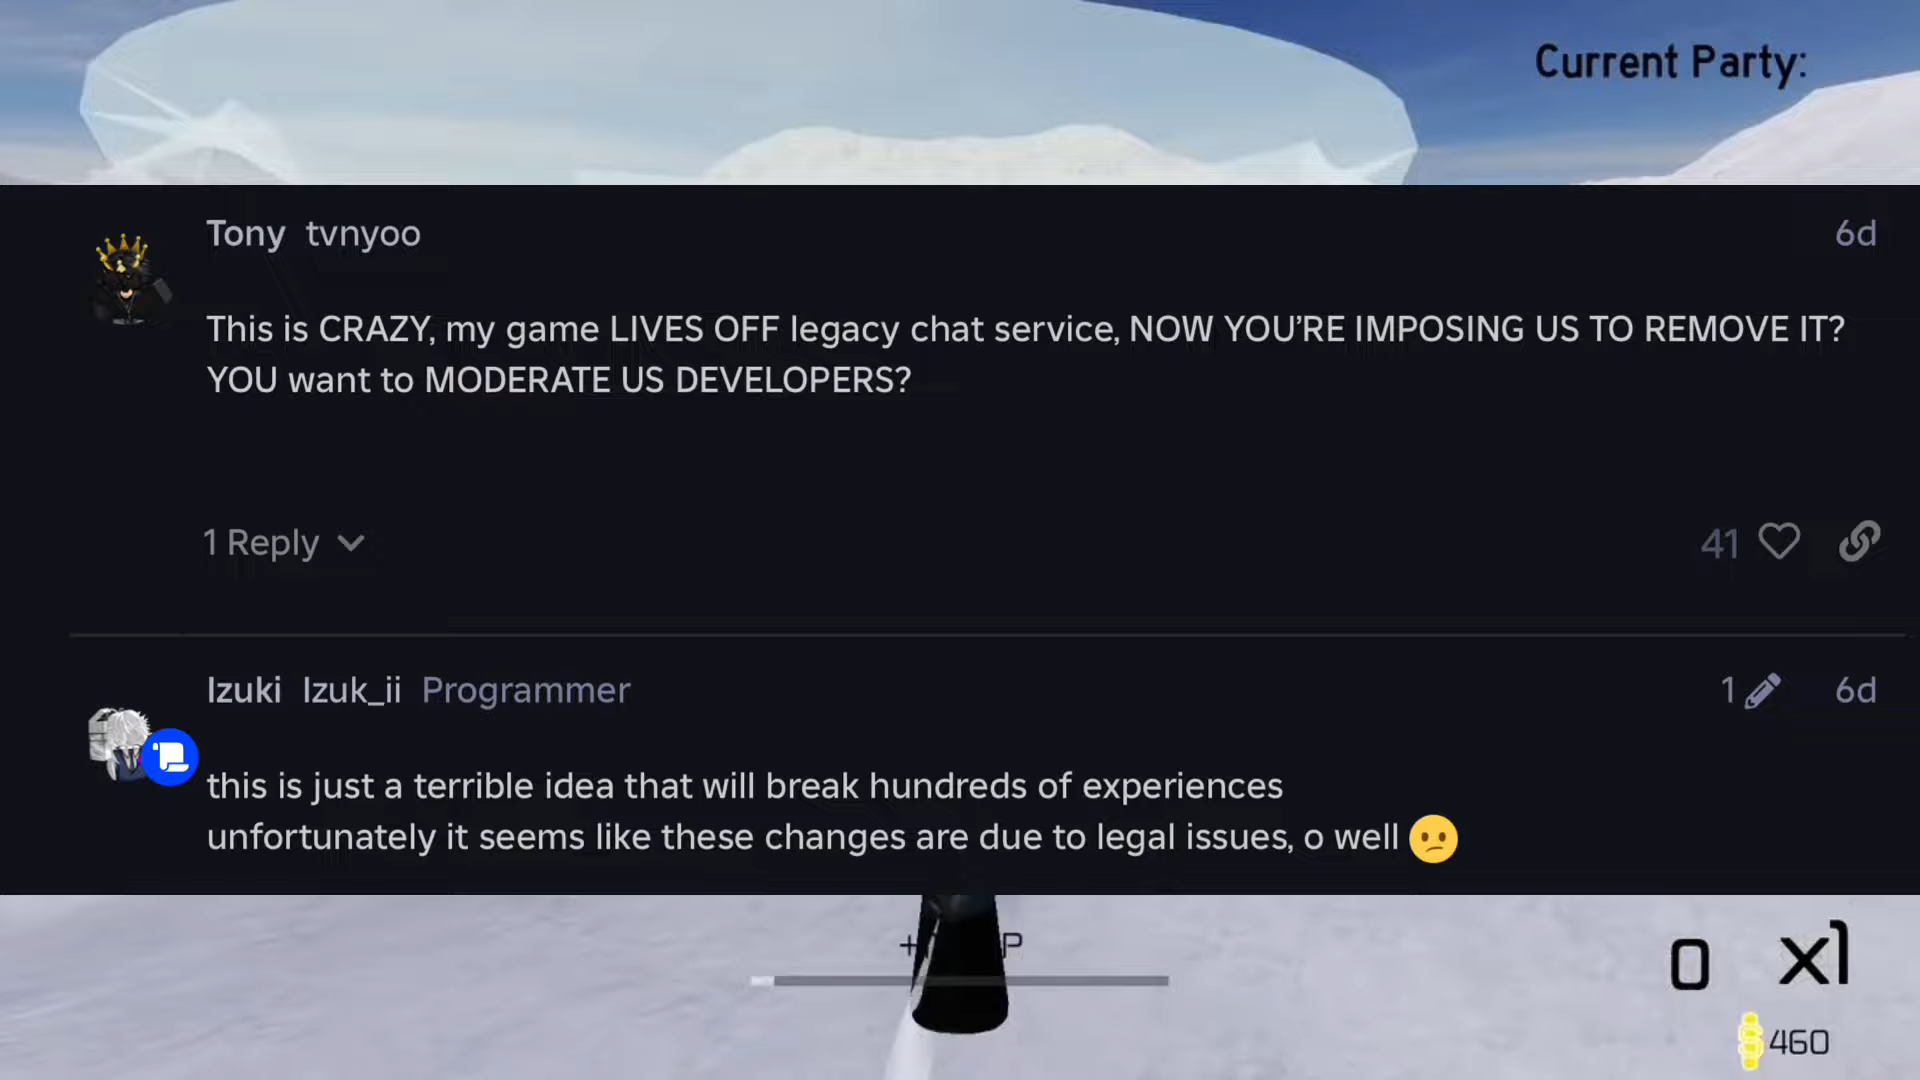 Current Party:
Tony tvnyoo 6d
This is CRAZY, my game LIVES OFF legacy chat service, NOW YOU’RE IMPOSING US TO REMOVE IT?
YOU want to MODERATE US DEVELOPERS?
1 Reply 41
Izuki Izuk_ii Programmer 1 6d
this is just a terrible idea that will break hundreds of experiences
unfortunately it seems like these changes are due to legal issues, o well
0 x1
460